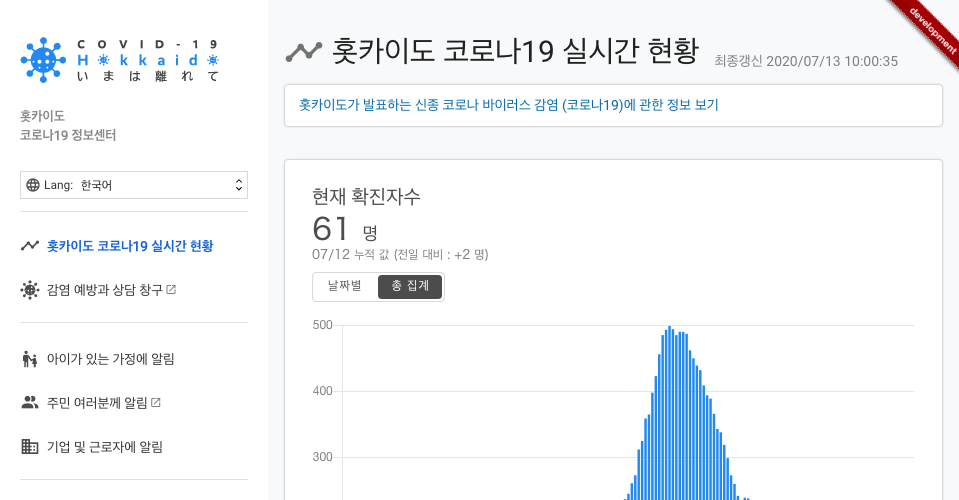 COVID-19
Hokkaido
いまは離れて
홋카이도
코로나19 정보센터
Lang: 한국어
홋카이도 코로나19 실시간 현황
감염 예방과 상담 창구
아이가 있는 가정에 알림
주민 여러분께 알림
기업 및 근로자에 알림
development
홋카이도 코로나19 실시간 현황
최종갱신 2020/07/13 10:00:35
홋카이도가 발표하는 신종 코로나 바이러스 감염 (코로나19)에 관한 정보 보기
현재 확진자수
61 명
07/12 누적 값 (전일 대비 : +2 명)
날짜별 총 집계
500
400
300